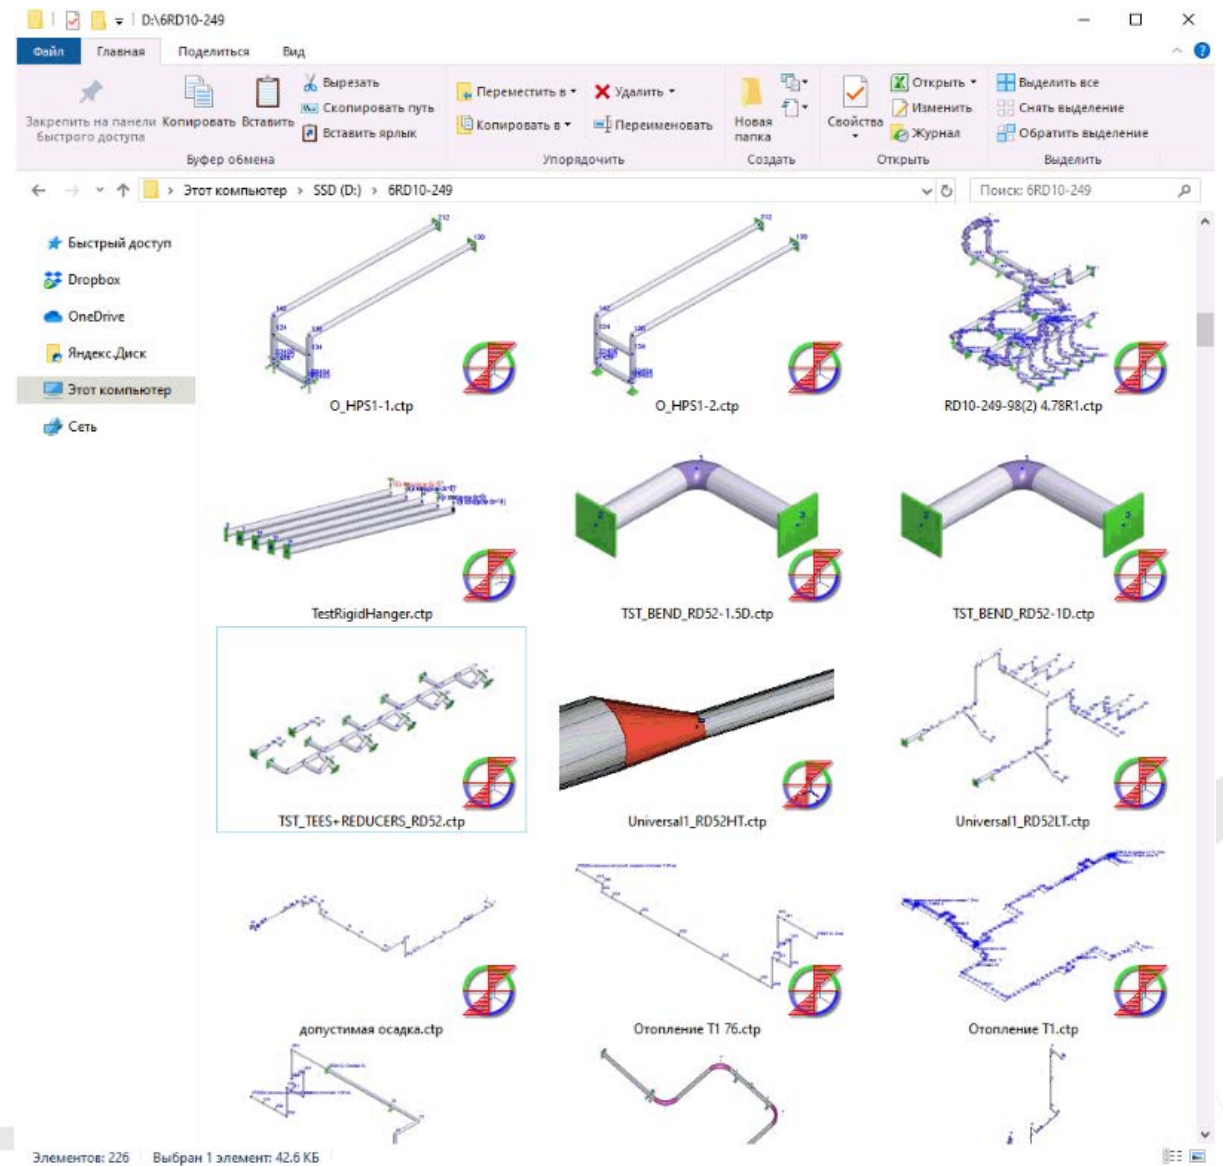 D:\6RD10-249
Файл Главная Поделиться Вид
Закрепить на панели быстрого доступа
Копировать
Вставить
Вырезать
Скопировать путь
Вставить ярлык
Буфер обмена
Переместить в
Копировать в
Удалить
Переименовать
Упорядочить
Новая папка
Создать
Свойства
Открыть
Изменить
Журнал
Открыть
Выделить все
Снять выделение
Обратить выделение
Выделить
Этот компьютер > SSD (D:) > 6RD10-249
Поиск: 6RD10-249
Быстрый доступ
Dropbox
OneDrive
Яндекс.Диск
Этот компьютер
Сеть
O_HPS1-1.ctp
O_HPS1-2.ctp
RD10-249-98(2) 4.78R1.ctp
TestRigidHanger.ctp
TST_BEND_RD52-1.5D.ctp
TST_BEND_RD52-1D.ctp
TST_TEES+REDUCERS_RD52.ctp
Universal1_RD52HT.ctp
Universal1_RD52LT.ctp
допустимая осадка.ctp
Отопление Т1 76.ctp
Отопление Т1.ctp
Элементов: 226 Выбран 1 элемент: 42.6 КБ